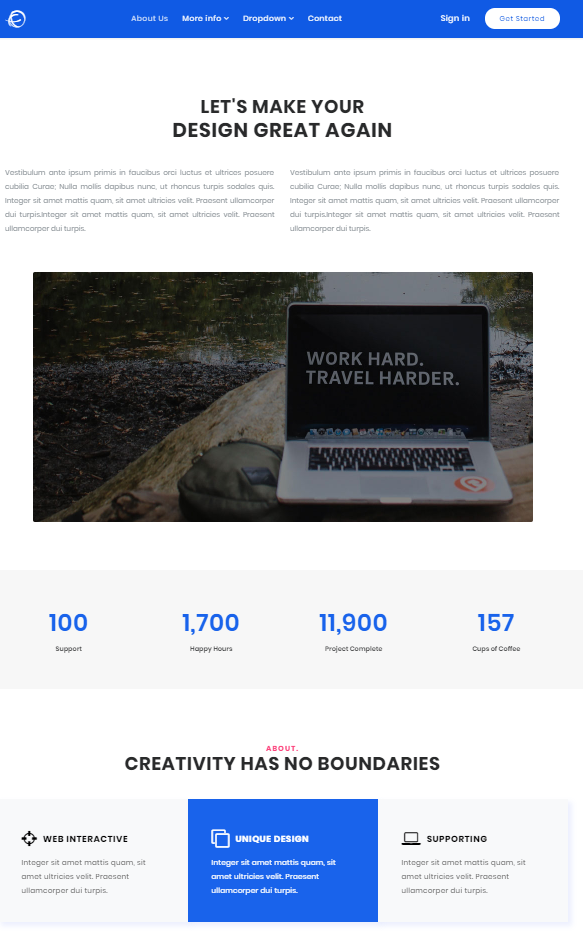 About Us More info Dropdown Contact Sign in Get Started
LET'S MAKE YOUR
DESIGN GREAT AGAIN
Vestibulum ante ipsum primis in faucibus orci luctus et ultrices posuere
cubilia Curae; Nulla mollis dapibus nunc, ut rhoncus turpis sodales quis.
Integer sit amet mattis quam, sit amet ultricies velit. Praesent ullamcorper
dui turpis.Integer sit amet mattis quam, sit amet ultricies velit. Praesent
ullamcorper dui turpis.
Vestibulum ante ipsum primis in faucibus orci luctus et ultrices posuere
cubilia Curae; Nulla mollis dapibus nunc, ut rhoncus turpis sodales quis.
Integer sit amet mattis quam, sit amet ultricies velit. Praesent ullamcorper
dui turpis.Integer sit amet mattis quam, sit amet ultricies velit. Praesent
ullamcorper dui turpis.
WORK HARD.
TRAVEL HARDER.
100
Support
1,700
Happy Hours
11,900
Project Complete
157
Cups of Coffee
ABOUT.
CREATIVITY HAS NO BOUNDARIES
WEB INTERACTIVE
Integer sit amet mattis quam, sit
amet ultricies velit. Praesent
ullamcorper dui turpis.
UNIQUE DESIGN
Integer sit amet mattis quam, sit
amet ultricies velit. Praesent
ullamcorper dui turpis.
SUPPORTING
Integer sit amet mattis quam, sit
amet ultricies velit. Praesent
ullamcorper dui turpis.